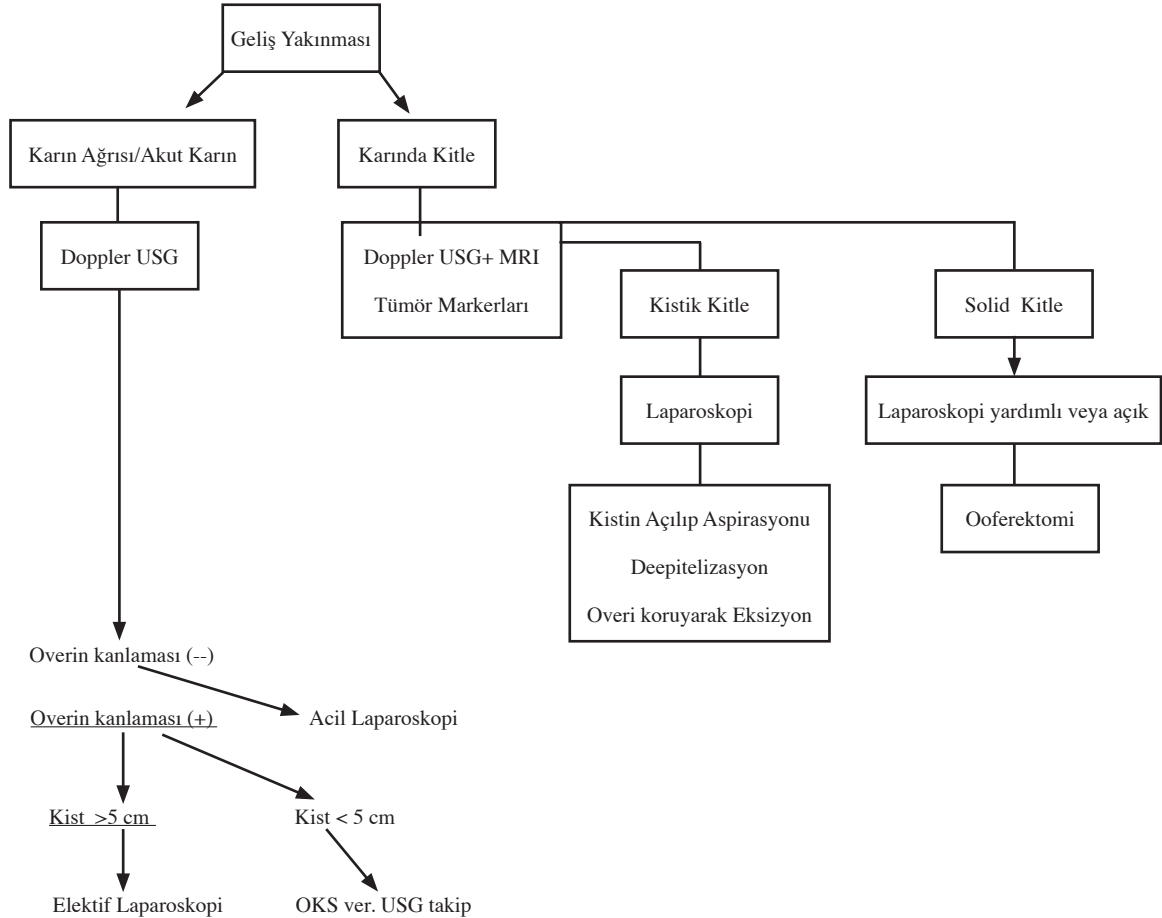 Geliş Yakınması
Karın Ağrısı/Akut Karın
Karında Kitle
Doppler USG
Doppler USG+ MRI
Tümör Markerları
Kistik Kitle
Solid Kitle
Laparoskopi
Laparoskopi yardımlı veya açık
Kistin Açılıp Aspirasyonu
Deepitelizasyon
Overi koruyarak Eksizyon
Ooferektomi
Overin kanlaması (--)
Overin kanlaması (+)
Acil Laparoskopi
Kist >5 cm
Kist < 5 cm
Elektif Laparoskopi
OKS ver. USG takip